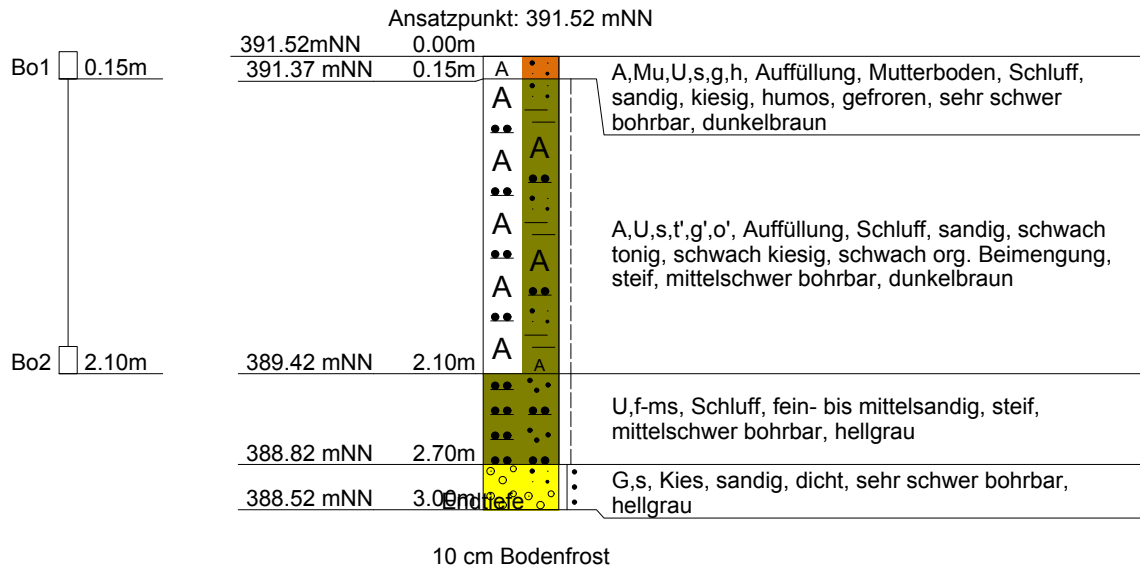 Ansatzpunkt: 391.52 mNN
391.52mNN 0.00m
Bo1 0.15m
391.37 mNN 0.15m
A
A
A
A
A
A
A
A
A
A,Mu,U,s,g,h, Auffüllung, Mutterboden, Schluff,
sandig, kiesig, humos, gefroren, sehr schwer
bohrbar, dunkelbraun
A,U,s,t',g',o', Auffüllung, Schluff, sandig, schwach
tonig, schwach kiesig, schwach org. Beimengung,
steif, mittelschwer bohrbar, dunkelbraun
Bo2 2.10m
389.42 mNN 2.10m
U,f-ms, Schluff, fein- bis mittelsandig, steif,
mittelschwer bohrbar, hellgrau
388.82 mNN 2.70m
G,s, Kies, sandig, dicht, sehr schwer bohrbar,
hellgrau
388.52 mNN 3.00m
Endtiefe
10 cm Bodenfrost